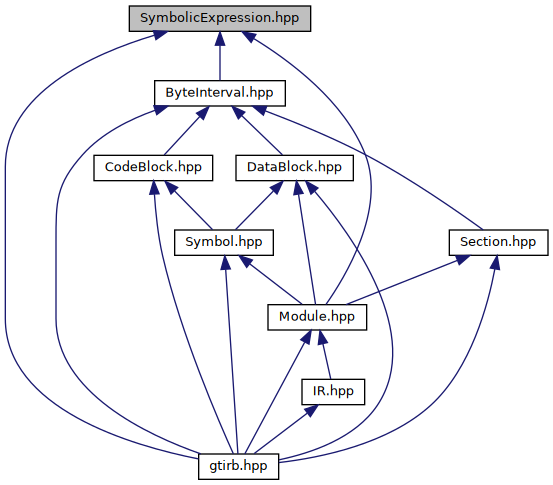 SymbolicExpression.hpp
ByteInterval.hpp
CodeBlock.hpp
DataBlock.hpp
Symbol.hpp
Section.hpp
Module.hpp
IR.hpp
gtirb.hpp